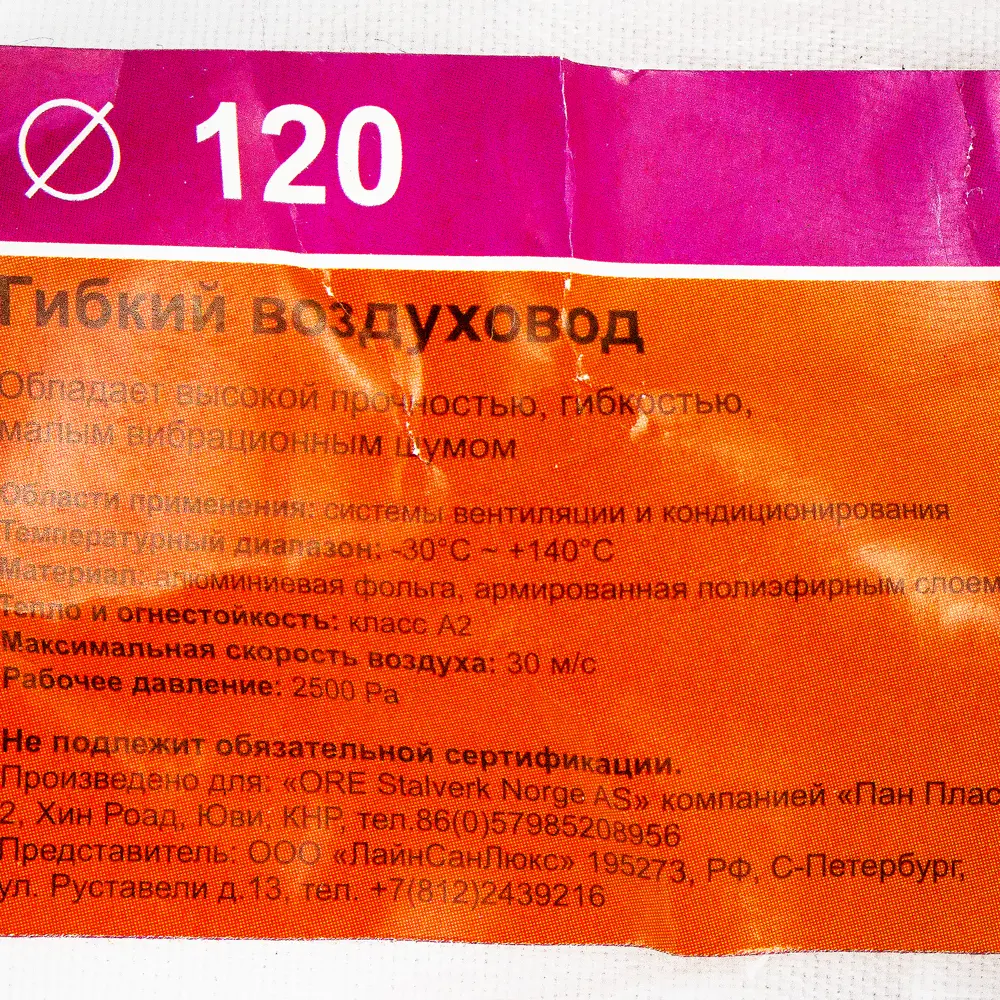 Ø 120
Гибкий воздуховод
Обладает высокой прочностью, гибкостью,
малым вибрационным шумом
Области применения: системы вентиляции и кондиционирования
Температурный диапазон: -30°C ~ +140°C
Материал: алюминиевая фольга, армированная полиэфирным слоем
Тепло и огнестойкость: класс А2
Максимальная скорость воздуха: 30 м/с
Рабочее давление: 2500 Pa
Не подлежит обязательной сертификации.
Произведено для: «ORE Stalverk Norge AS» компанией «Пан Плас
2, Хин Роад, Юви, КНР, тел.86(0)57985208956
Представитель: ООО «ЛайнСанЛюкс» 195273, РФ, С-Петербург,
ул. Руставели д.13, тел. +7(812)2439216